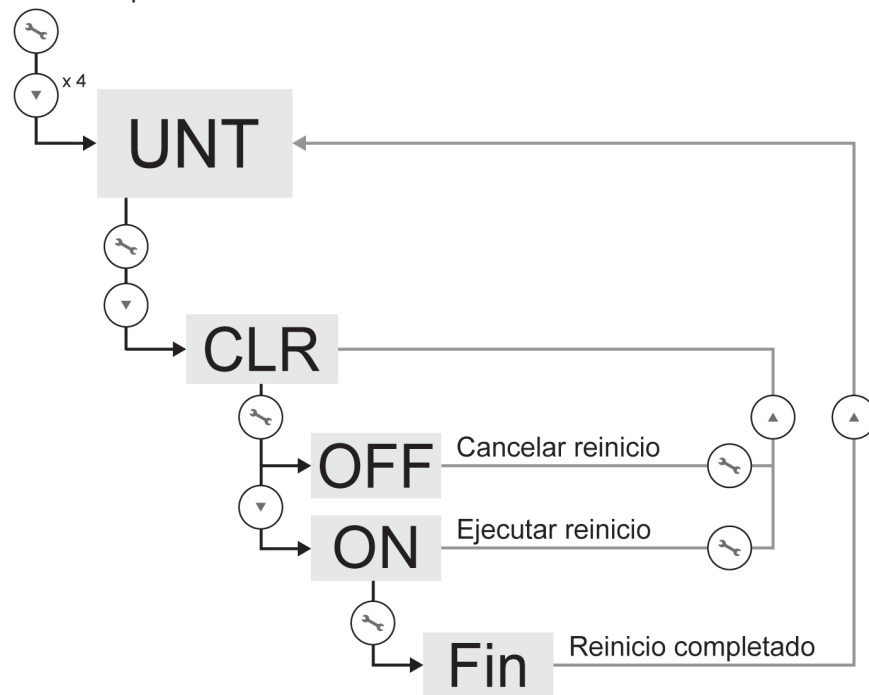 x 4
UNT
CLR
OFF Cancelar reinicio
ON Ejecutar reinicio
Fin Reinicio completado